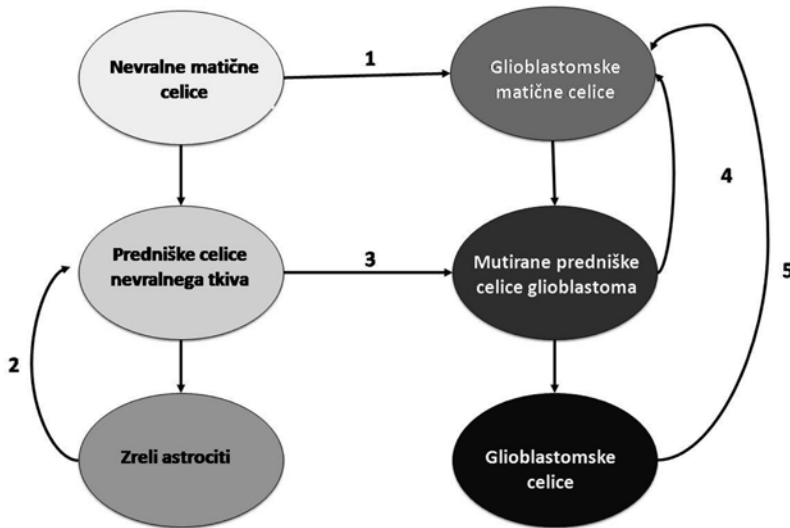 Nevralne matične
celice
1
Glioblastomske
matične celice
Predniške celice
nevralnega tkiva
3
Mutirane predniške
celice glioblastoma
4
5
2
Zreli astrociti
Glioblastomske
celice